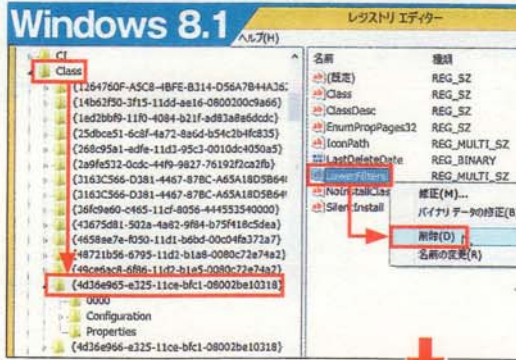 Windows 8.1
レジストリ エディター
ヘルプ(H)
CI
Class
{1264760F-A5C8-4BFE-B314-D56A7B44A362
{14b62f50-3f15-11dd-ae16-0800200c9a66}
{1ed2bbf9-11f0-4084-b21f-ad83a8e6dcdc}
{25dbce51-6c8f-4a72-8a6d-b54c2b4fc835}
{268c95a1-edfe-11d3-95c3-0010dc4050a5}
{2a9fe532-0cdc-44f9-9827-76192f2ca2fb}
{3163C566-D381-4467-87BC-A65A18D5B648
{3163C566-D381-4467-87BC-A65A18D5B649
{36fc9e60-c465-11cf-8056-444553540000}
{43675d81-502a-4a82-9f84-b75f418c5dea}
{4658ee7e-f050-11d1-b6bd-00c04fa372a7}
{48721b56-6795-11d2-b1a8-0080c72e74a2}
{49ce6ac8-6f86-11d2-b1e5-0080c72e74a2}
{4d36e965-e325-11ce-bfc1-08002be10318}
0000
Configuration
Properties
{4d36e966-e325-11ce-bfc1-08002be10318}
名前 種類
(既定) REG_SZ
Class REG_SZ
ClassDesc REG_SZ
EnumPropPages32 REG_SZ
IconPath REG_MULTI_SZ
LastDeleteDate REG_BINARY
LowerFilters REG_MULTI_SZ
NoInstallClas
SilentInstall
修正(M)...
バイナリ データの修正(B)
削除(D)
名前の変更(R)